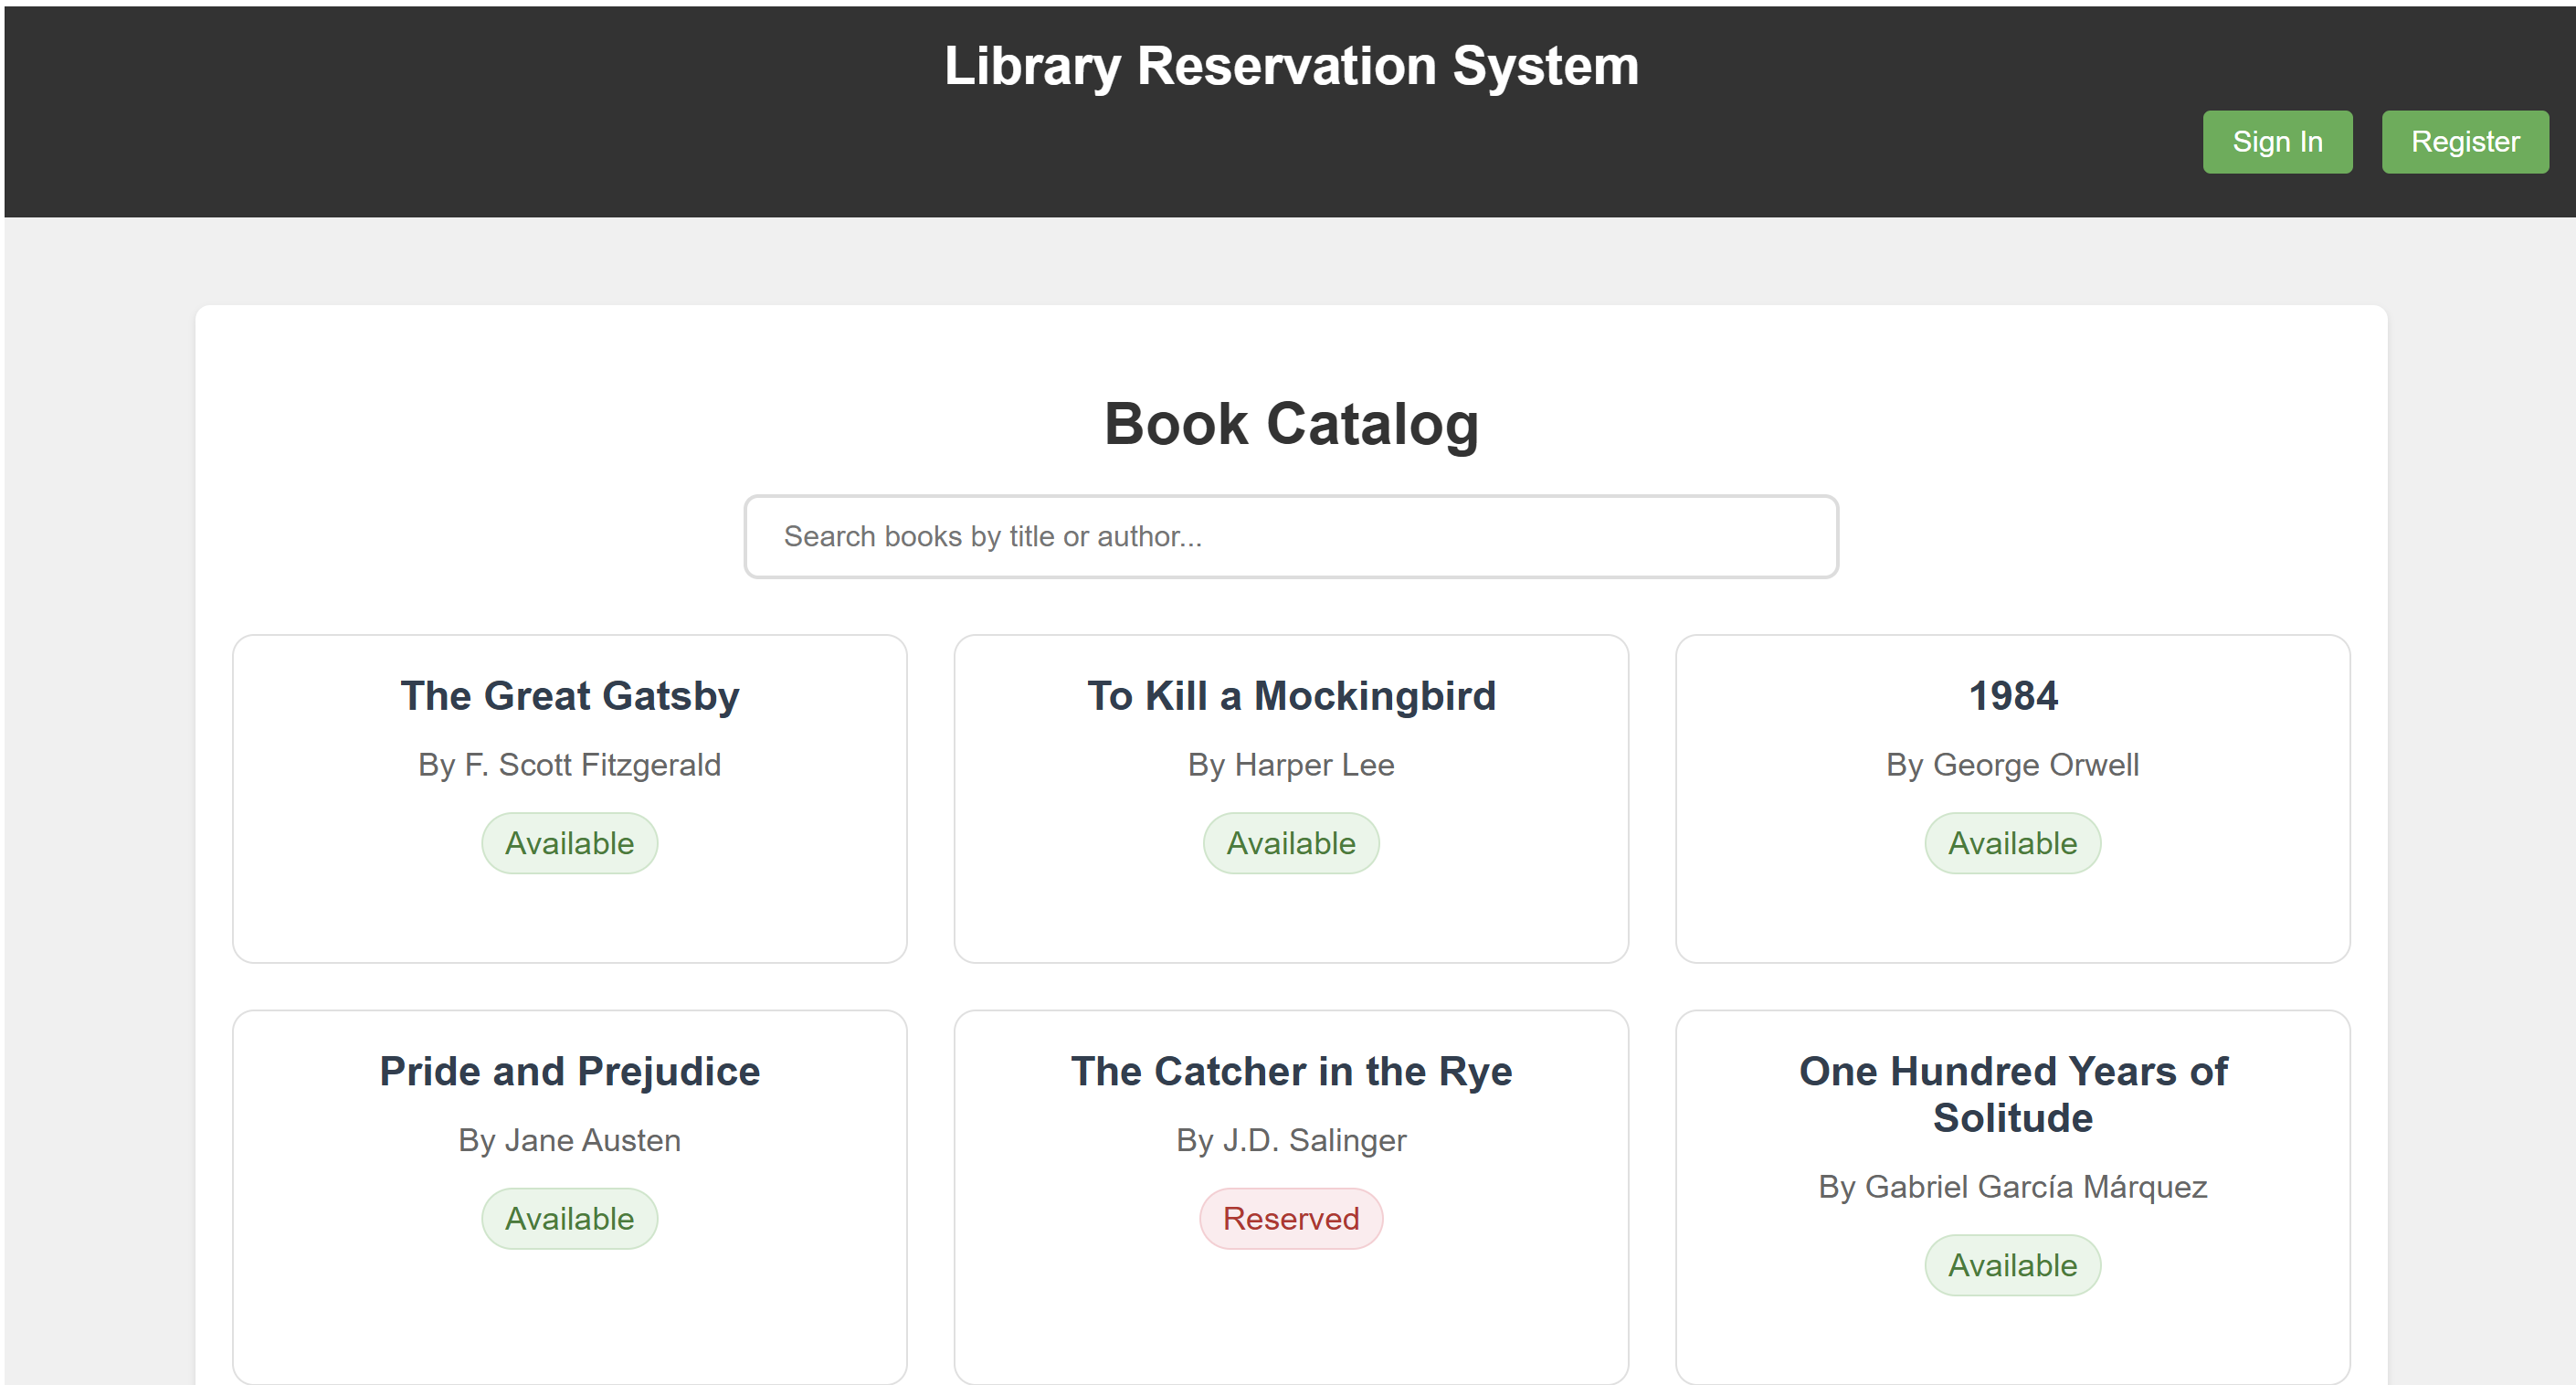 Library Reservation System
Sign In
Register
Book Catalog
Search books by title or author...
The Great Gatsby
By F. Scott Fitzgerald
Available
To Kill a Mockingbird
By Harper Lee
Available
1984
By George Orwell
Available
Pride and Prejudice
By Jane Austen
Available
The Catcher in the Rye
By J.D. Salinger
Reserved
One Hundred Years of
Solitude
By Gabriel García Márquez
Available